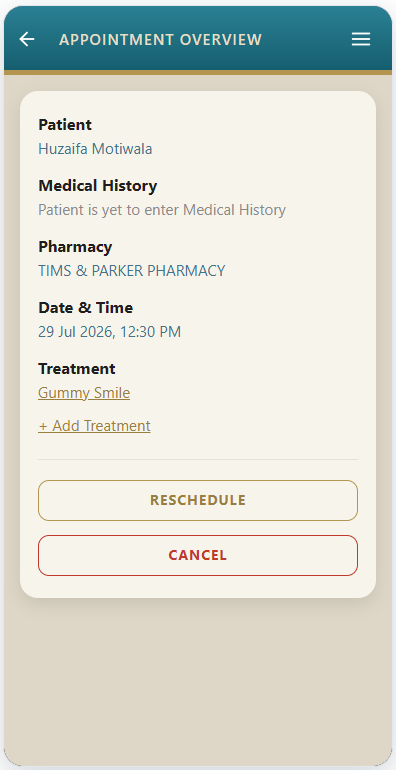 APPOINTMENT OVERVIEW
Patient
Huzaifa Motiwala
Medical History
Patient is yet to enter Medical History
Pharmacy
TIMS & PARKER PHARMACY
Date & Time
29 Jul 2026, 12:30 PM
Treatment
Gummy Smile
+ Add Treatment
RESCHEDULE
CANCEL